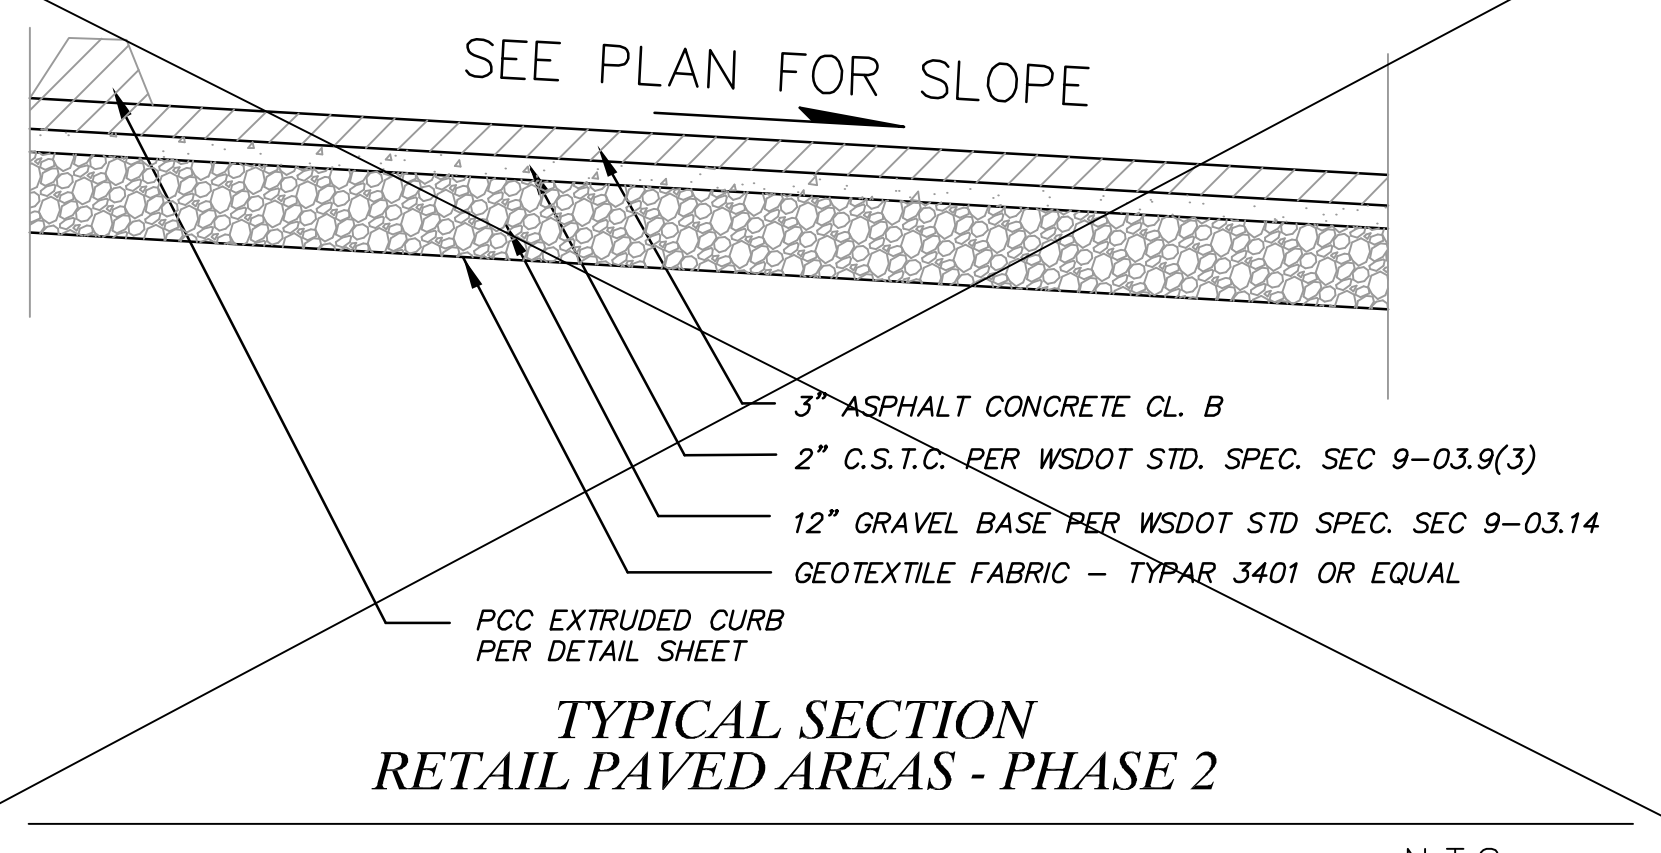 SEE PLAN FOR SLOPE
3" ASPHALT CONCRETE CL. B
2" C.S.T.C. PER WSDOT STD. SPEC. SEC 9-03.9(3)
12" GRAVEL BASE PER WSDOT STD SPEC. SEC 9-03.14
GEOTEXTILE FABRIC - TYPAR 3401 OR EQUAL
PCC EXTRUDED CURB
PER DETAIL SHEET
TYPICAL SECTION
RETAIL PAVED AREAS - PHASE 2